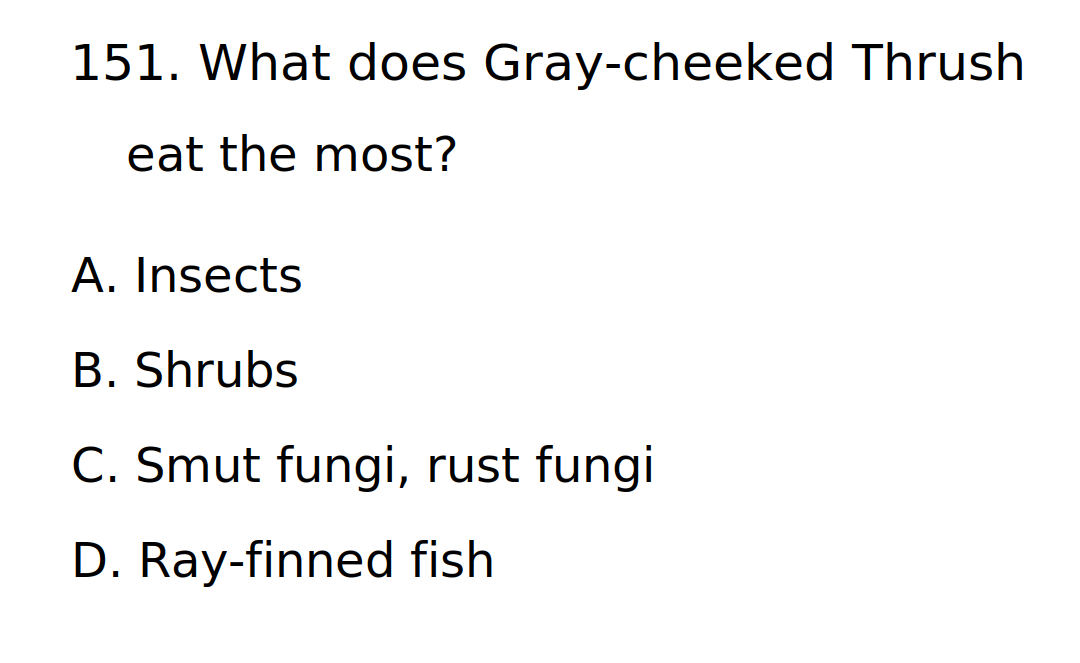 151. What does Gray-cheeked Thrush
eat the most?
A. Insects
B. Shrubs
C. Smut fungi, rust fungi
D. Ray-finned fish